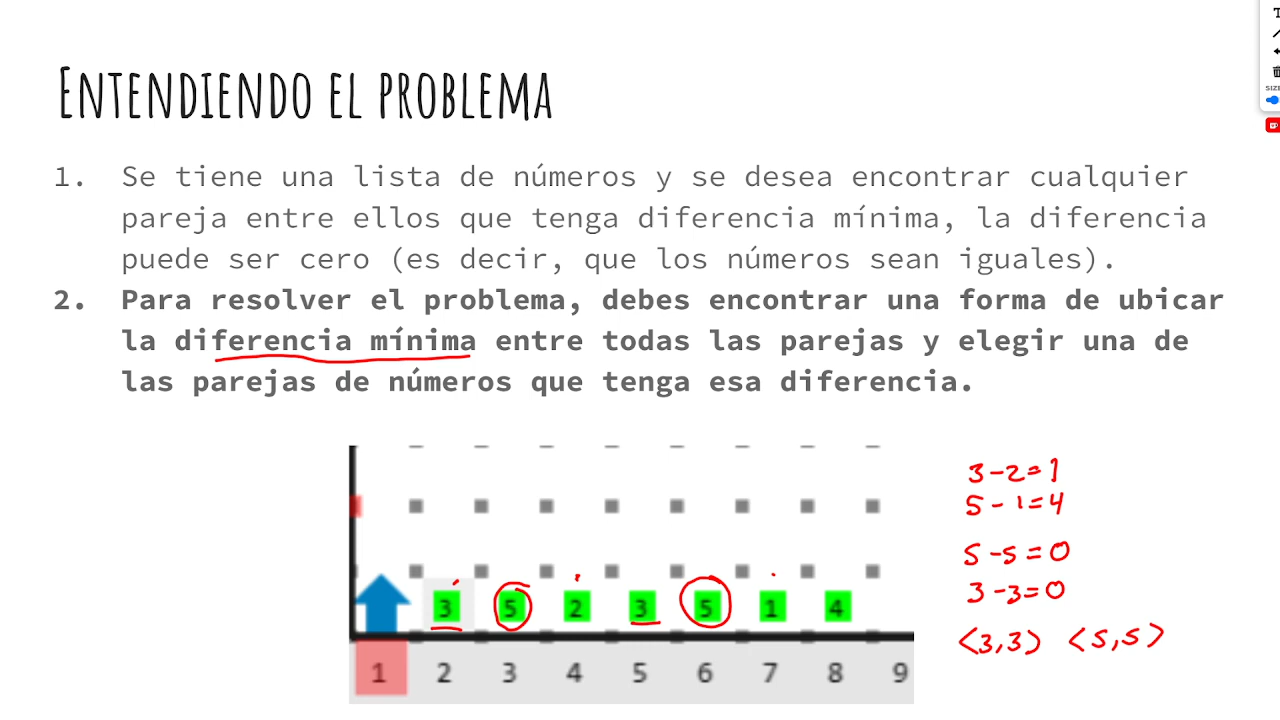 ENTENDIENDO EL PROBLEMA
1. Se tiene una lista de números y se desea encontrar cualquier
pareja entre ellos que tenga diferencia mínima, la diferencia
puede ser cero (es decir, que los números sean iguales).
2. Para resolver el problema, debes encontrar una forma de ubicar
la diferencia mínima entre todas las parejas y elegir una de
las parejas de números que tenga esa diferencia.
3-2=1
5-1=4
5-5=0
3-3=0
<3,3> <5,5>
3 5 2 3 5 1 4
1 2 3 4 5 6 7 8 9
SIZE